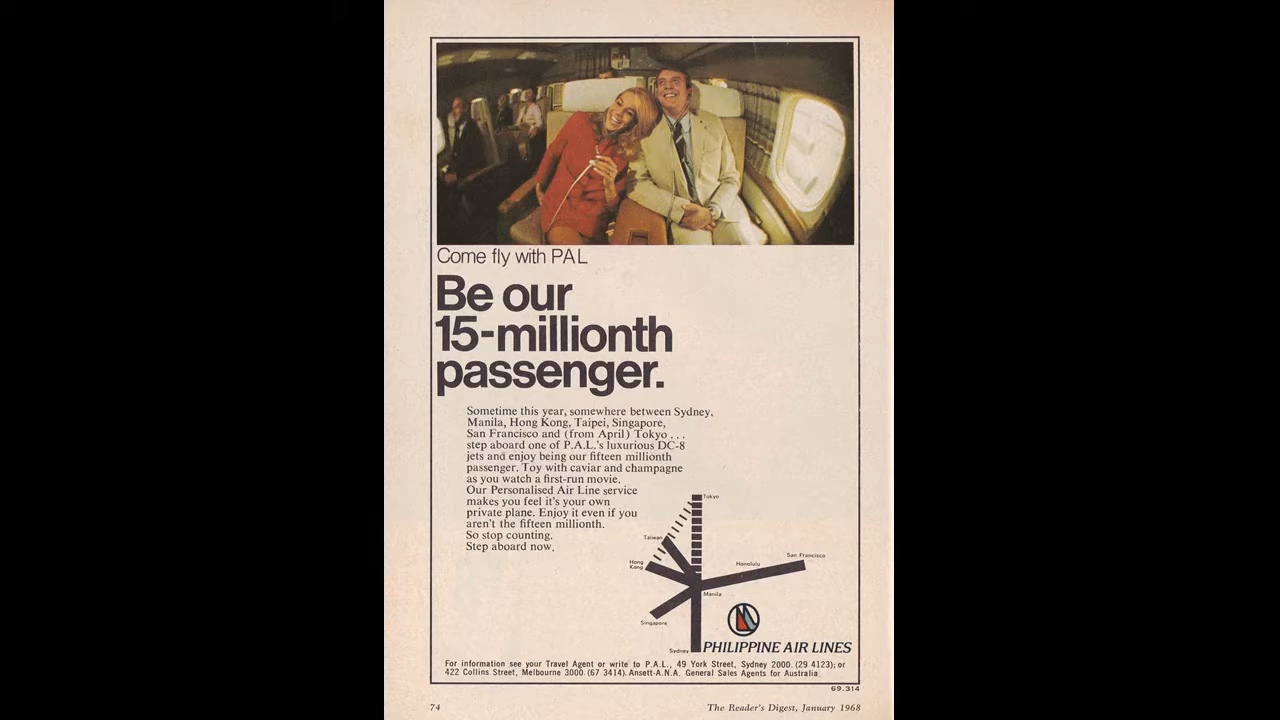 Come fly with PAL
Be our
15-millionth
passenger.
Sometime this year, somewhere between Sydney,
Manila, Hong Kong, Taipei, Singapore,
San Francisco and (from April) Tokyo . . .
step aboard one of P.A.L.'s luxurious DC-8
jets and enjoy being our fifteen millionth
passenger. Toy with caviar and champagne
as you watch a first-run movie.
Our Personalised Air Line service
makes you feel it's your own
private plane. Enjoy it even if you
aren't the fifteen millionth.
So stop counting.
Step aboard now.
Tokyo
Taiwan
Hong
Kong
San Francisco
Honolulu
Manila
Singapore
Sydney
PHILIPPINE AIR LINES
For information see your Travel Agent or write to P.A.L., 49 York Street, Sydney 2000. (29 4123); or
422 Collins Street, Melbourne 3000. (67 3414). Ansett-A.N.A. General Sales Agents for Australia.
G9.314
74
The Reader's Digest, January 1968